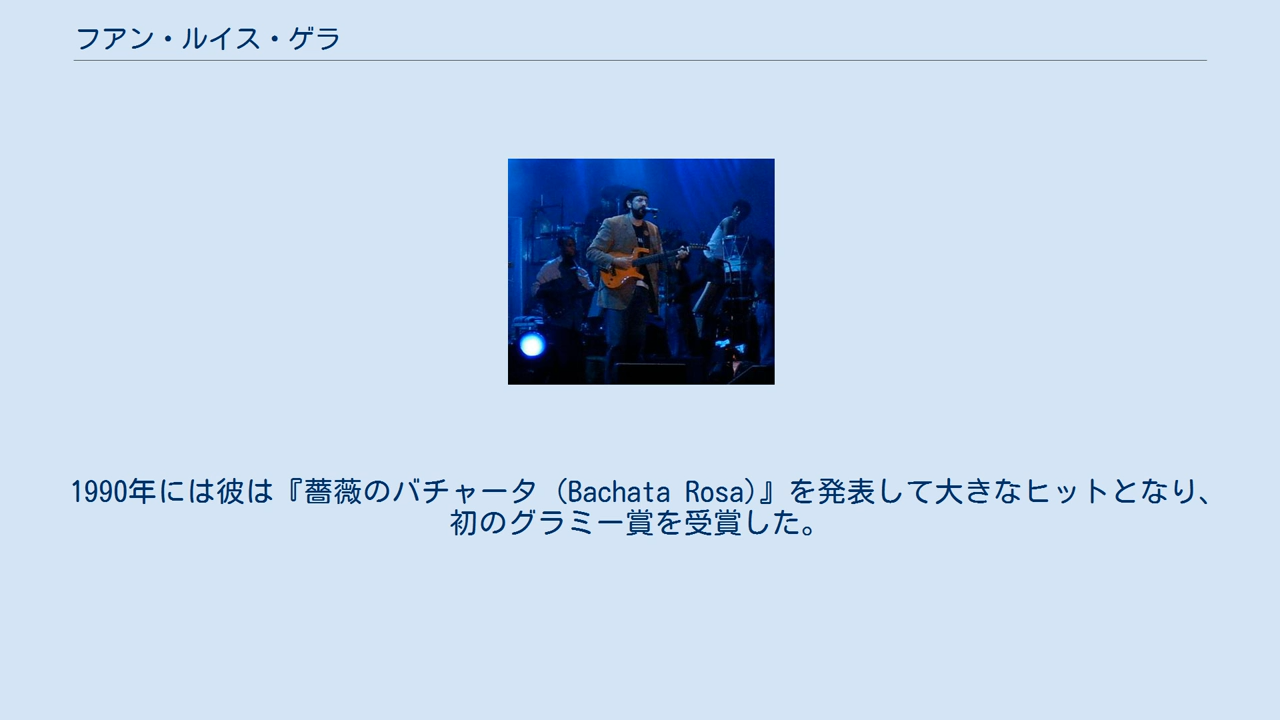 フアン・ルイス・ゲラ
1990年には彼は『薔薇のバチャータ (Bachata Rosa)』を発表して大きなヒットとなり、
初のグラミー賞を受賞した。